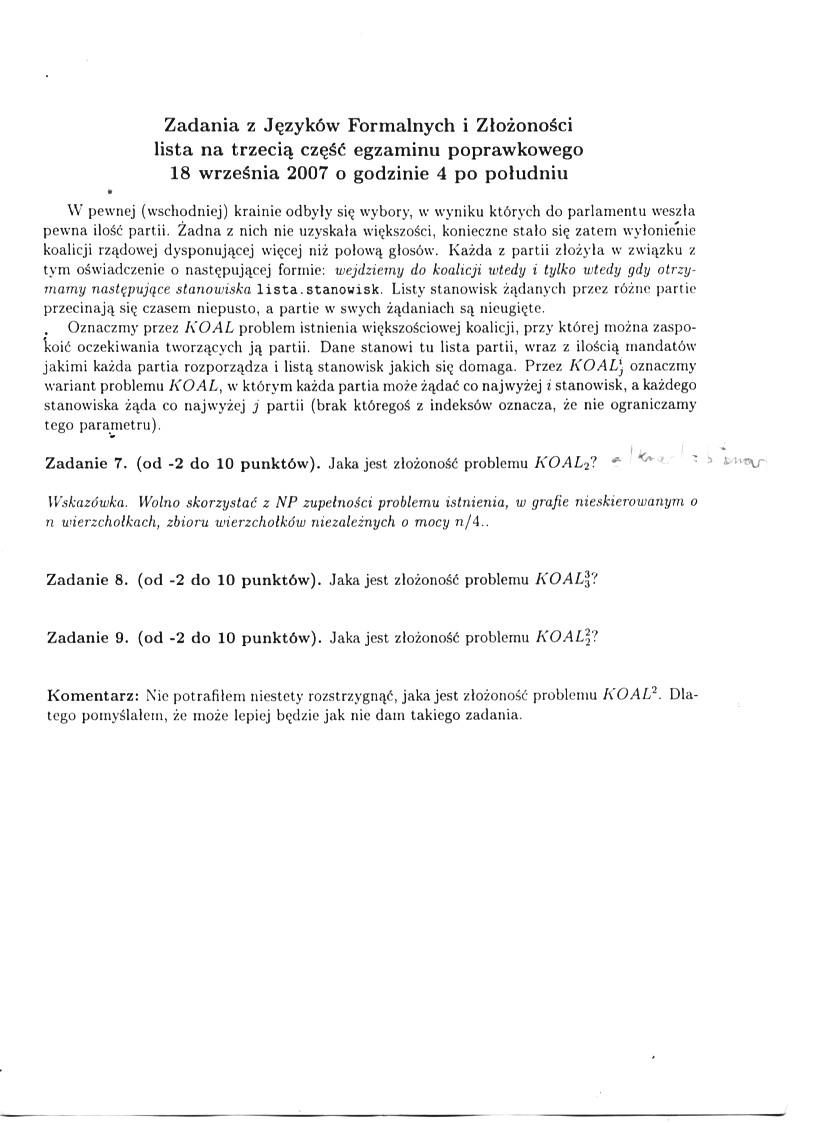 Zadania z Języków Formalnych i Złożoności
lista na trzecią część egzaminu poprawkowego
18 września 2007 o godzinie 4 po południu
W pewnej (wschodniej) krainie odbyły się wybory, w wyniku których do parlamentu weszła
pewna ilość partii. Żadna z nich nie uzyskała większości, konieczne stało się zatem wyłonienie
koalicji rządowej dysponującej więcej niż połową głosów. Każda z partii złożyła w związku z
tym oświadczenie o następującej formie: wejdziemy do koalicji wtedy i tylko wtedy gdy otrzy-
mamy następujące stanowiska lista.stanowisk. Listy stanowisk żądanych przez różne partie
przecinają się czasem niepusto, a partie w swych żądaniach są nieugięte.
Oznaczmy przez KOAL problem istnienia większościowej koalicji, przy której można zaspo-
koić oczekiwania tworzących ją partii. Dane stanowi tu lista partii, wraz z ilością mandatów
jakimi każda partia rozporządza i listą stanowisk jakich się domaga. Przez KOAL^i_j oznaczmy
wariant problemu KOAL, w którym każda partia może żądać co najwyżej i stanowisk, a każdego
stanowiska żąda co najwyżej j partii (brak któregoś z indeksów oznacza, że nie ograniczamy
tego parametru).
Zadanie 7. (od -2 do 10 punktów). Jaka jest złożoność problemu KOAL₂?
Wskazówka. Wolno skorzystać z NP zupełności problemu istnienia, w grafie nieskierowanym o
n wierzchołkach, zbioru wierzchołków niezależnych o mocy n/4..
Zadanie 8. (od -2 do 10 punktów). Jaka jest złożoność problemu KOAL³₃?
Zadanie 9. (od -2 do 10 punktów). Jaka jest złożoność problemu KOAL²₂?
Komentarz: Nie potrafiłem niestety rozstrzygnąć, jaka jest złożoność problemu KOAL². Dla-
tego pomyślałem, że może lepiej będzie jak nie dam takiego zadania.